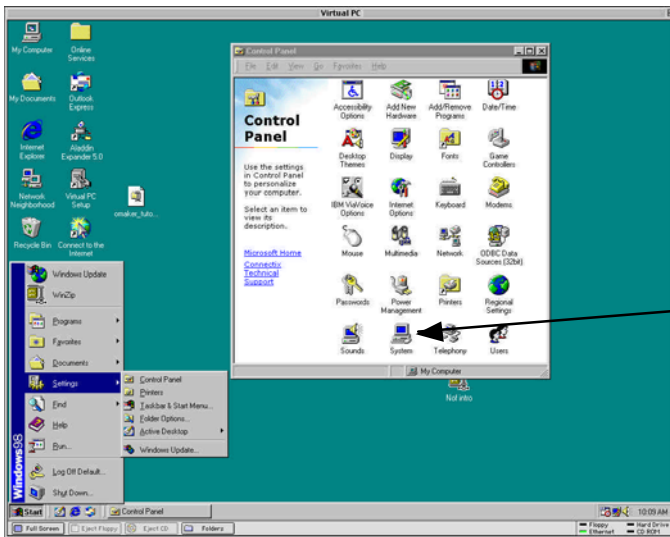 Virtual PC
My Computer
Online
Services
My Documents
Outlook
Express
Internet
Explorer
Aladdin
Expander 5.0
Network
Neighborhood
Virtual PC
Setup
omaker_tuto...
Recycle Bin
Connect to the
Internet
Control Panel
File Edit View Go Favorites Help
Control
Panel
Use the settings
in Control Panel
to personalize
your computer.
Select an item to
view its
description.
Microsoft Home
Connectix
Technical
Support
Accessibility
Options
Add New
Hardware
Add/Remove
Programs
Date/Time
Desktop
Themes
Display
Fonts
Game
Controllers
IBM ViaVoice
Options
Internet
Options
Keyboard
Modems
Mouse
Multimedia
Network
ODBC Data
Sources (32bit)
Passwords
Power
Management
Printers
Regional
Settings
Sounds
System
Telephony
Users
My Computer
Not intro
Windows98
Windows Update
WinZip
Programs
Favorites
Documents
Settings
Find
Help
Run...
Log Off Default...
Shut Down...
Control Panel
Printers
Taskbar & Start Menu...
Folder Options...
Active Desktop
Windows Update...
Start
Control Panel
10:09 AM
Full Screen
Eject Floppy
Eject CD
Folders
Floppy
Hard Drive
Ethernet
CD ROM